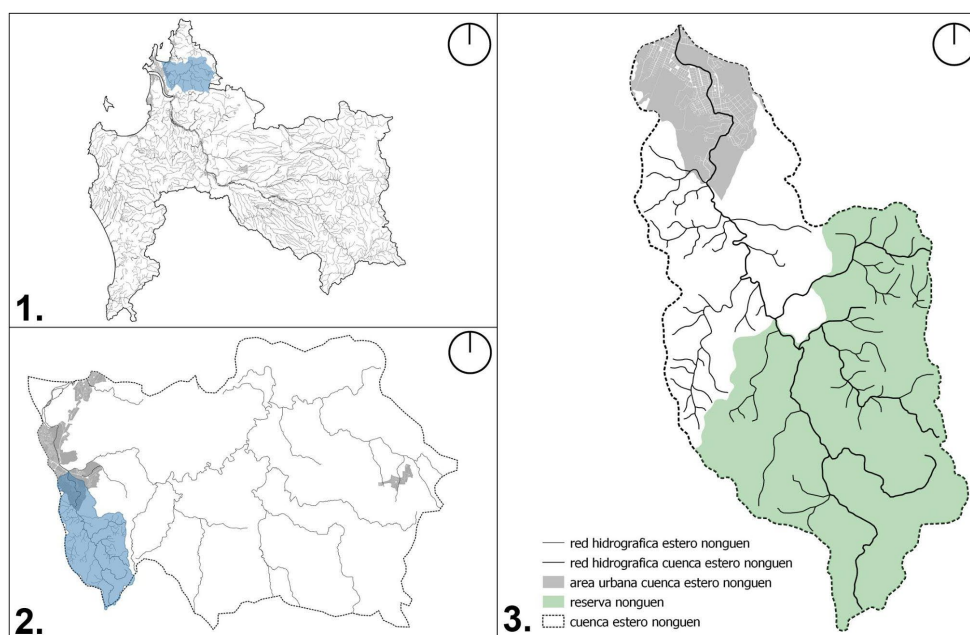 1.
2.
red hidrografica estero nonguen
red hidrografica cuenca estero nonguen
area urbana cuenca estero nonguen
reserva nonguen
cuenca estero nonguen
3.